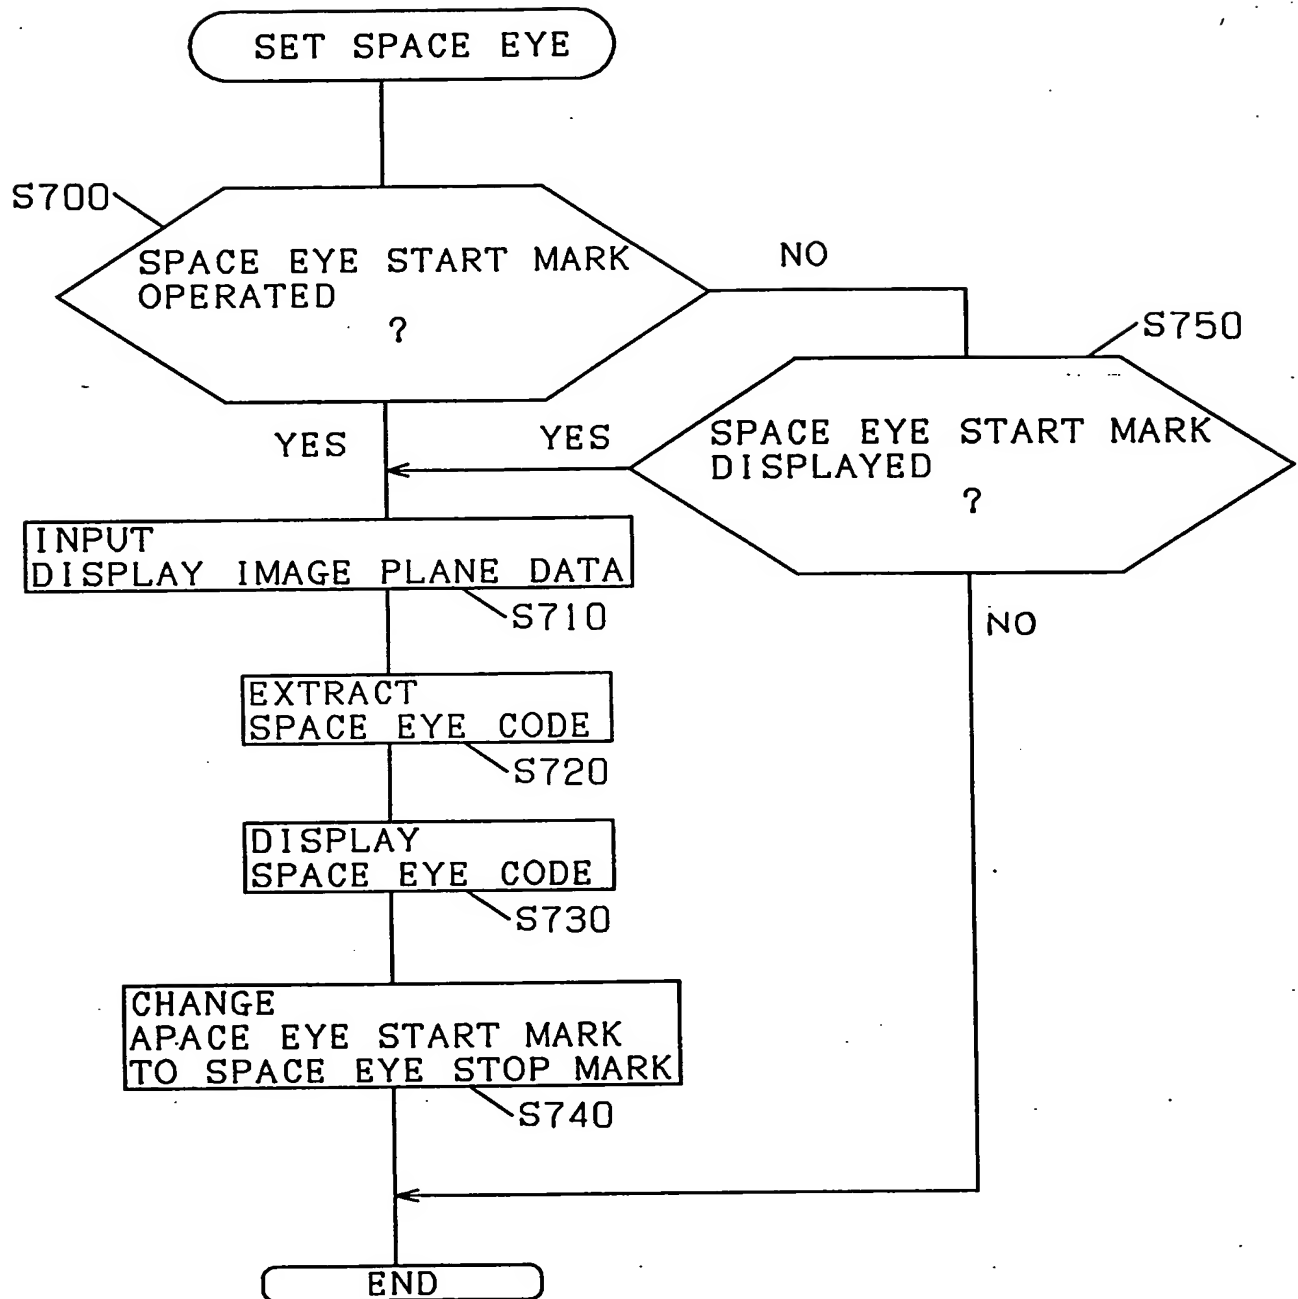 SET SPACE EYE
S700
SPACE EYE START MARK
OPERATED
?
NO
S750
YES
YES
SPACE EYE START MARK
DISPLAYED
?
NO
INPUT
DISPLAY IMAGE PLANE DATA
S710
EXTRACT
SPACE EYE CODE
S720
DISPLAY
SPACE EYE CODE
S730
CHANGE
APACE EYE START MARK
TO SPACE EYE STOP MARK
S740
END